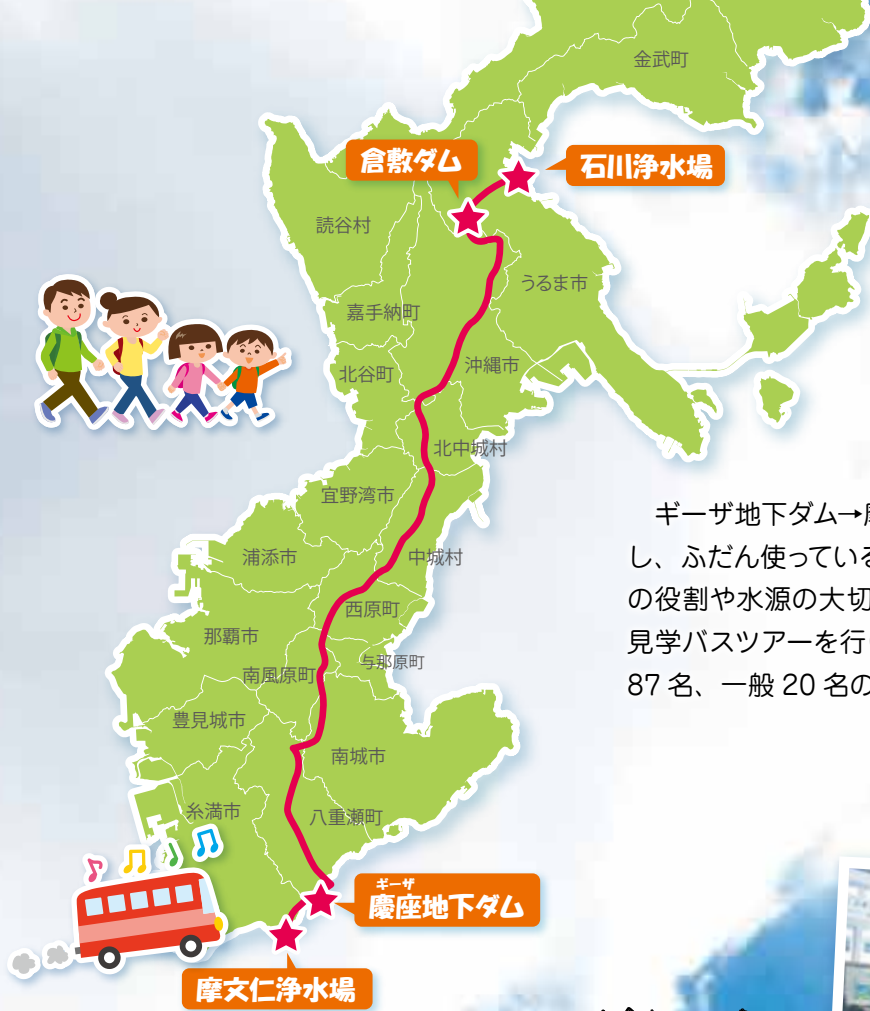 金武町
倉敷ダム
石川浄水場
読谷村
うるま市
嘉手納町
沖縄市
北谷町
北中城村
宜野湾市
中城村
浦添市
西原町
那覇市
与那原町
南風原町
豊見城市
南城市
糸満市
八重瀬町
ギーザ
慶座地下ダム
摩文仁浄水場
ギーザ地下ダム→
し、ふだん使っている
の役割や水源の大切
見学バスツアーを行
87名、一般20名の